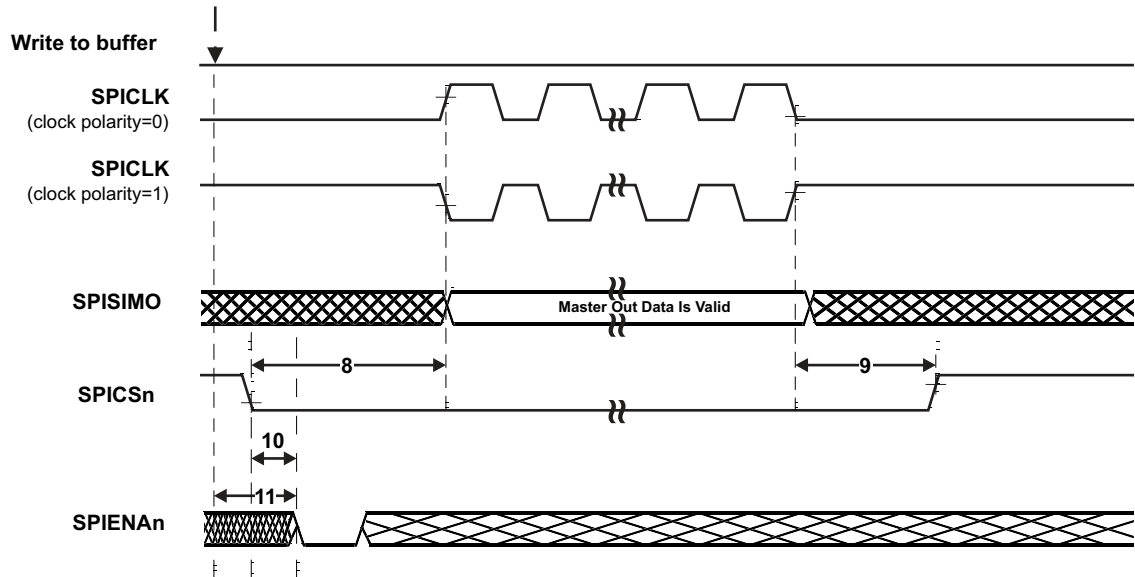 Write to buffer
SPICLK
(clock polarity=0)
SPICLK
(clock polarity=1)
SPISIMO
Master Out Data Is Valid
8
9
SPICSn
10
11
SPIENAn